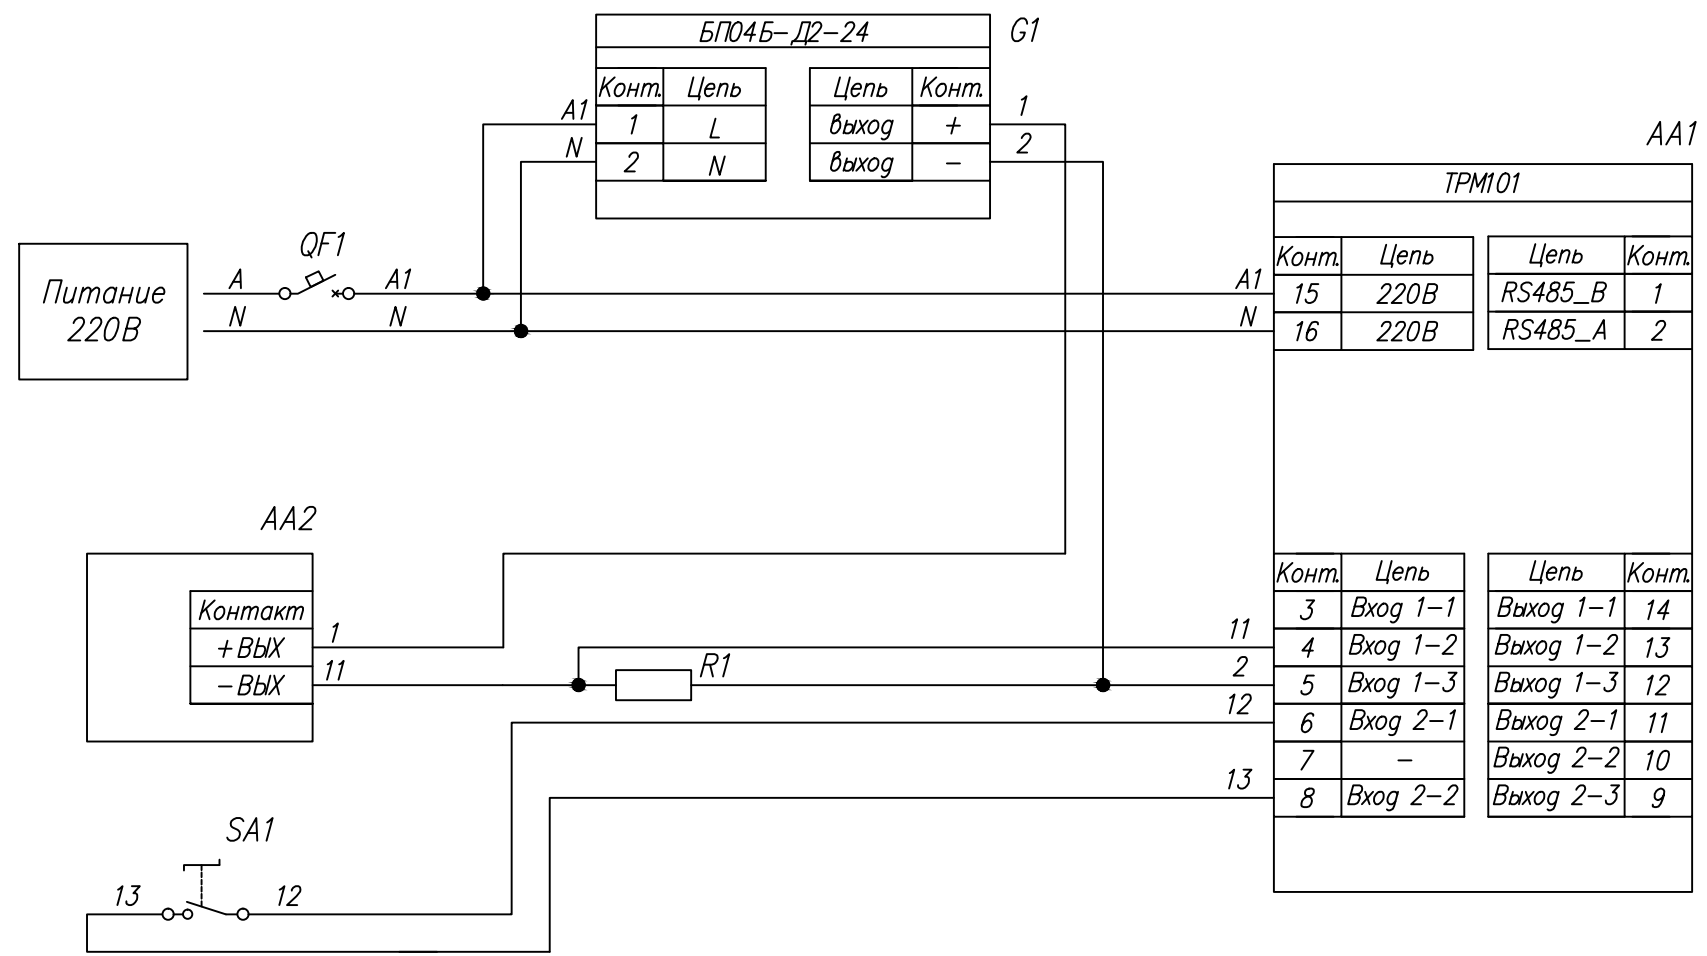 БП04Б-Д2-24
G1
Конт. Цепь
1 L
2 N
Цепь Конт.
выход +
выход -
A1
N
1
2
AA1
ТРМ101
Конт. Цепь
15 220В
16 220В
Цепь Конт.
RS485_B 1
RS485_A 2
Питание
220В
QF1
A
A1
A1
N
N
N
AA2
Контакт
+ВЫХ
-ВЫХ
1
11
R1
11
2
12
13
Конт. Цепь
3 Вход 1-1
4 Вход 1-2
5 Вход 1-3
6 Вход 2-1
7 -
8 Вход 2-2
Цепь Конт.
Выход 1-1 14
Выход 1-2 13
Выход 1-3 12
Выход 2-1 11
Выход 2-2 10
Выход 2-3 9
SA1
13
12